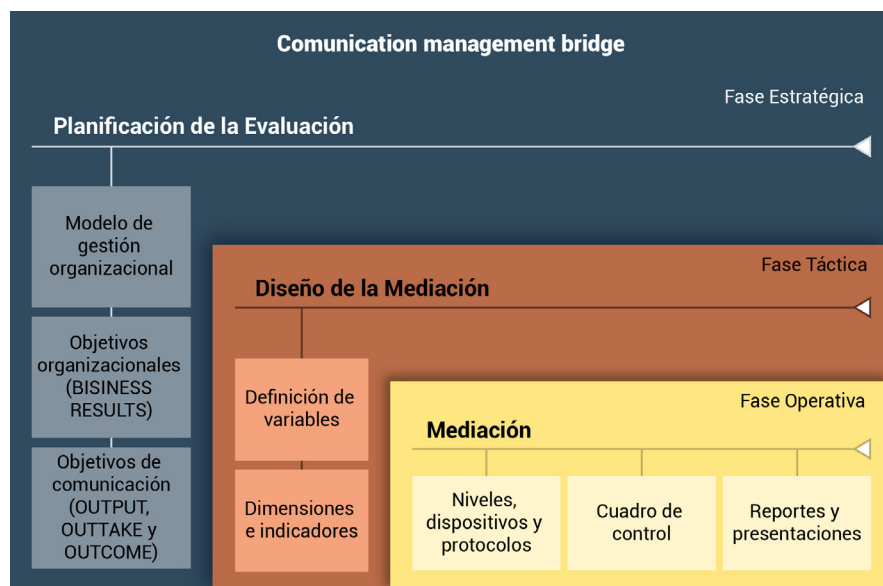 Comunication management bridge
Fase Estratégica
Planificación de la Evaluación
Modelo de
gestión
organizacional
Objetivos
organizacionales
(BISINESS
RESULTS)
Objetivos de
comunicación
(OUTPUT,
OUTTAKE y
OUTCOME)
Fase Táctica
Diseño de la Mediación
Definición de
variables
Dimensiones
e indicadores
Fase Operativa
Mediación
Niveles,
dispositivos y
protocolos
Cuadro de
control
Reportes y
presentaciones